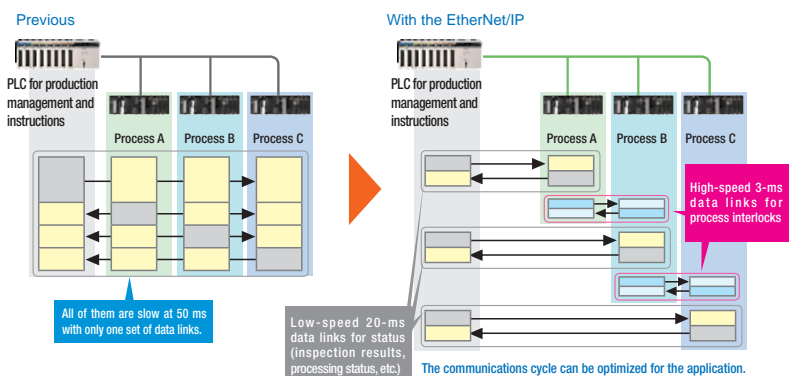 Previous
PLC for production
management and
instructions
Process A
Process B
Process C
All of them are slow at 50 ms
with only one set of data links.
With the EtherNet/IP
PLC for production
management and
instructions
Process A
Process B
Process C
High-speed 3-ms
data links for
process interlocks
Low-speed 20-ms
data links for status
(inspection results,
processing status, etc.)
The communications cycle can be optimized for the application.